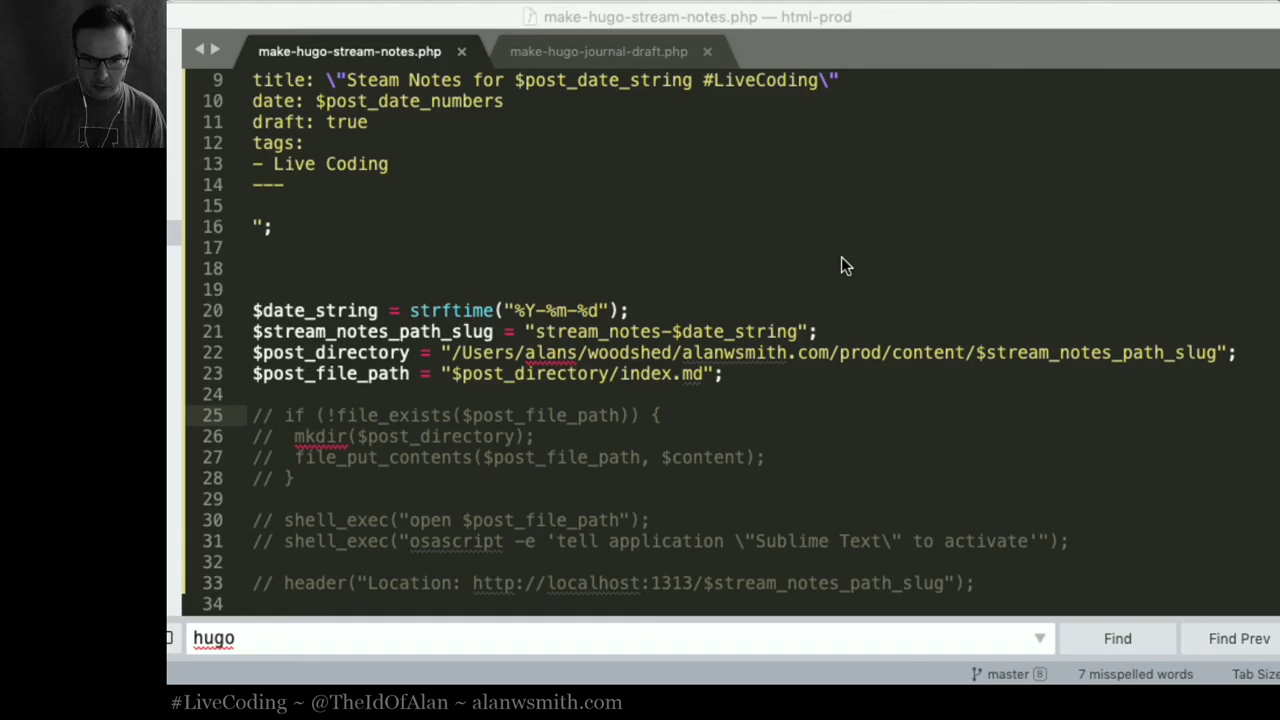 make-hugo-stream-notes.php — html-prod
make-hugo-stream-notes.php × make-hugo-journal-draft.php ×
9 title: \"Steam Notes for $post_date_string #LiveCoding\"
10 date: $post_date_numbers
11 draft: true
12 tags:
13 - Live Coding
14 ---
15
16 ";
17
18
19
20 $date_string = strftime("%Y-%m-%d");
21 $stream_notes_path_slug = "stream_notes-$date_string";
22 $post_directory = "/Users/alans/woodshed/alanwsmith.com/prod/content/$stream_notes_path_slug";
23 $post_file_path = "$post_directory/index.md";
24
25 // if (!file_exists($post_file_path)) {
26 //  mkdir($post_directory);
27 //  file_put_contents($post_file_path, $content);
28 // }
29
30 // shell_exec("open $post_file_path");
31 // shell_exec("osascript -e 'tell application \"Sublime Text\" to activate'");
32
33 // header("Location: http://localhost:1313/$stream_notes_path_slug");
34
hugo Find Find Prev
master 8 7 misspelled words Tab Size
#LiveCoding ~ @TheIdOfAlan ~ alanwsmith.com